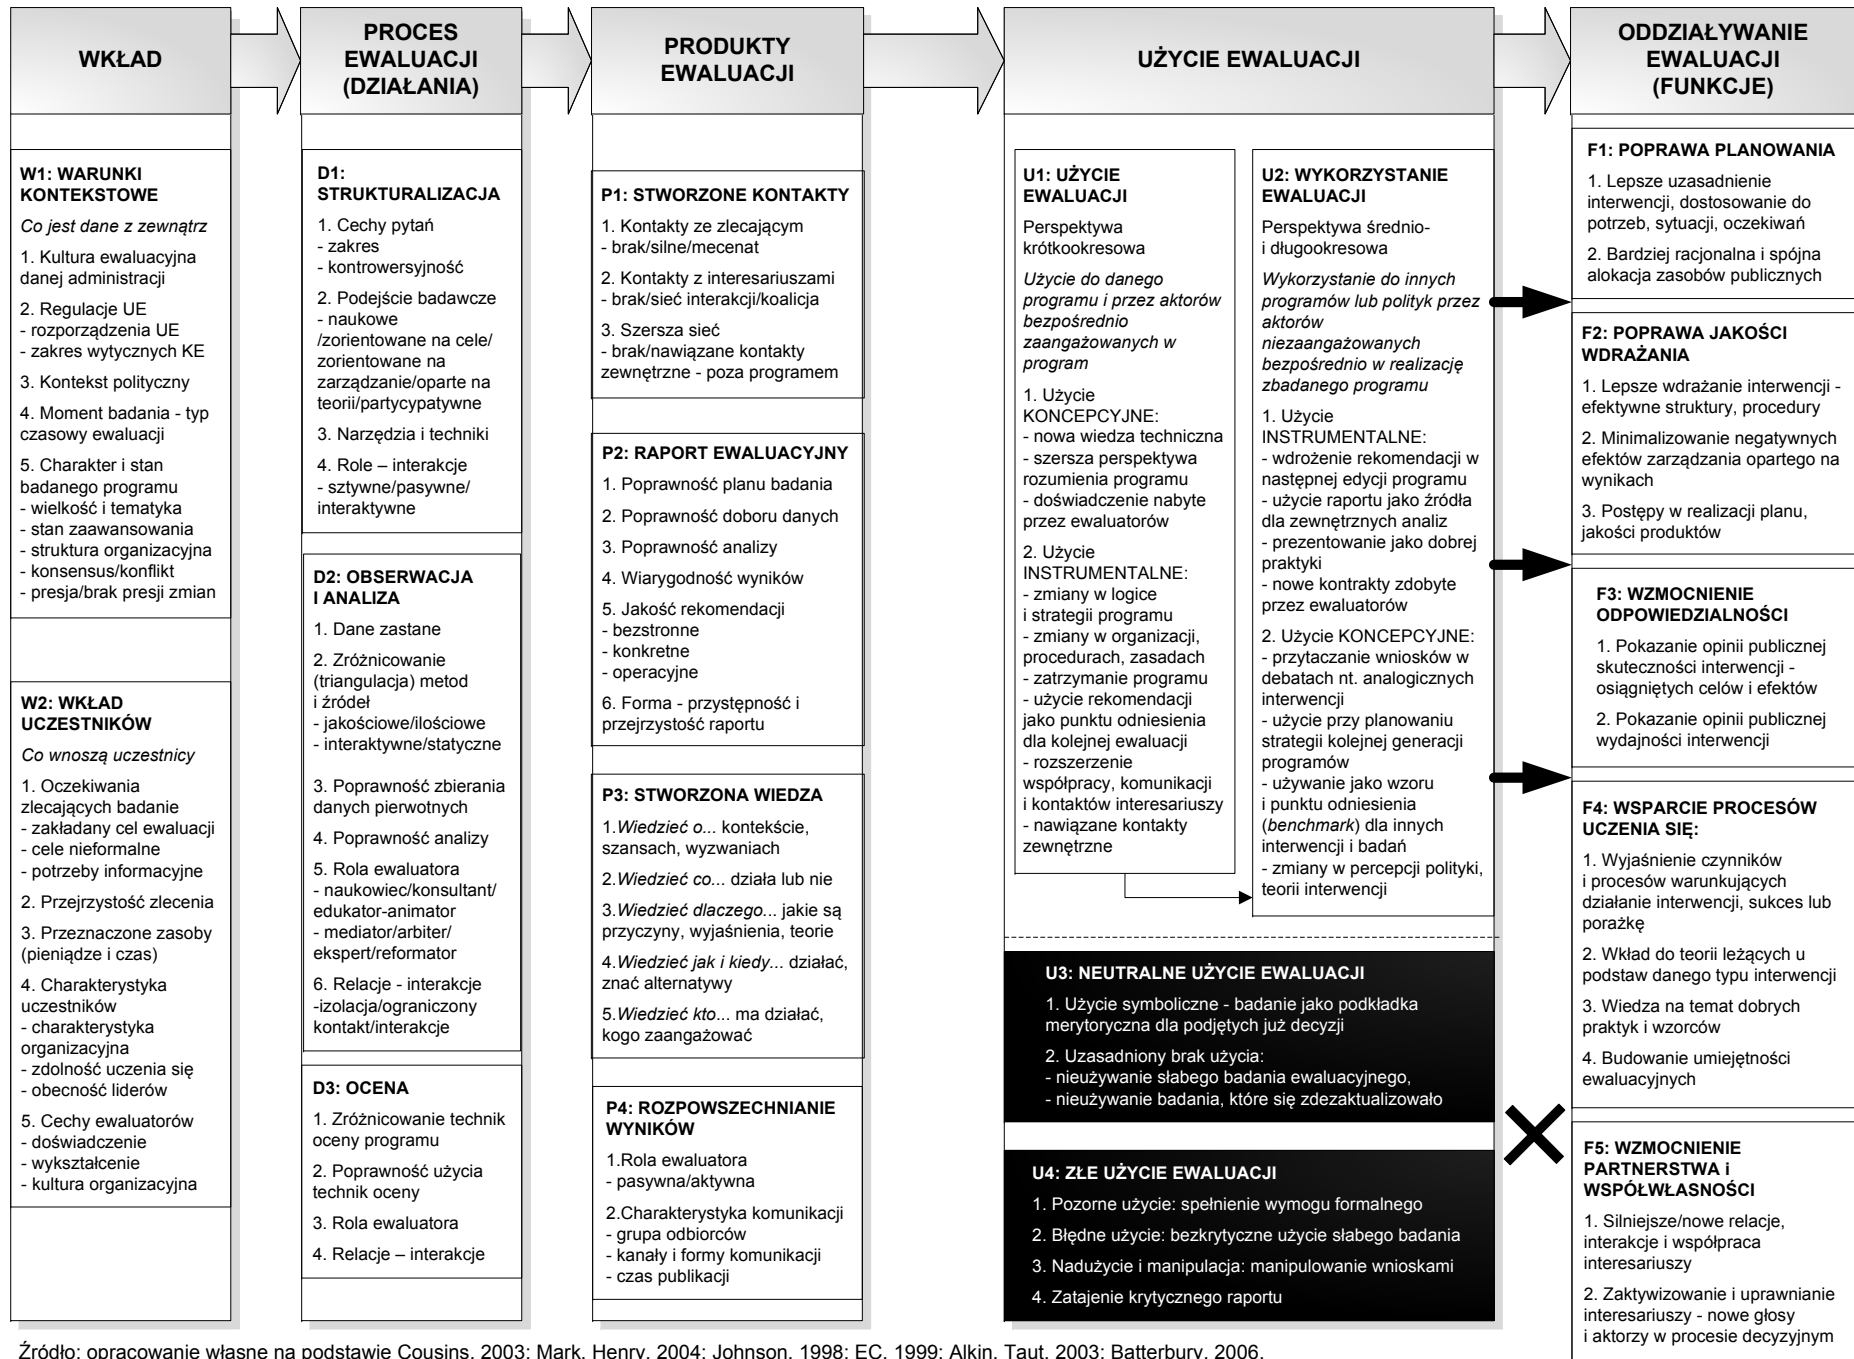 WKŁAD
PROCES
EWALUACJI
(DZIAŁANIA)
PRODUKTY
EWALUACJI
UŻYCIE EWALUACJI
ODDZIAŁYWANIE
EWALUACJI
(FUNKCJE)
W1: WARUNKI
KONTEKSTOWE
Co jest dane z zewnątrz
1. Kultura ewaluacyjna
danej administracji
2. Regulacje UE
- rozporządzenia UE
- zakres wytycznych KE
3. Kontekst polityczny
4. Moment badania - typ
czasowy ewaluacji
5. Charakter i stan
badanego programu
- wielkość i tematyka
- stan zaawansowania
- struktura organizacyjna
- konsensus/konflikt
- presja/brak presji zmian
W2: WKŁAD
UCZESTNIKÓW
Co wnoszą uczestnicy
1. Oczekiwania
zlecających badanie
- zakładany cel ewaluacji
- cele nieformalne
- potrzeby informacyjne
2. Przejrzystość zlecenia
3. Przeznaczone zasoby
(pieniądze i czas)
4. Charakterystyka
uczestników
- charakterystyka
organizacyjna
- zdolność uczenia się
- obecność liderów
5. Cechy ewaluatorów
- doświadczenie
- wykształcenie
- kultura organizacyjna
D1:
STRUKTURALIZACJA
1. Cechy pytań
- zakres
- kontrowersyjność
2. Podejście badawcze
- naukowe
/zorientowane na cele/
zorientowane na
zarządzanie/oparte na
teorii/partycypatywne
3. Narzędzia i techniki
4. Role – interakcje
- sztywne/pasywne/
interaktywne
D2: OBSERWACJA
I ANALIZA
1. Dane zastane
2. Zróżnicowanie
(triangulacja) metod
i źródeł
- jakościowe/ilościowe
- interaktywne/statyczne
3. Poprawność zbierania
danych pierwotnych
4. Poprawność analizy
5. Rola ewaluatora
- naukowiec/konsultant/
edukator-animator
- mediator/arbiter/
ekspert/reformator
6. Relacje - interakcje
-izolacja/ograniczony
kontakt/interakcje
D3: OCENA
1. Zróżnicowanie technik
oceny programu
2. Poprawność użycia
technik oceny
3. Rola ewaluatora
4. Relacje – interakcje
P1: STWORZONE KONTAKTY
1. Kontakty ze zlecającym
- brak/silne/mecenat
2. Kontakty z interesariuszami
- brak/sieć interakcji/koalicja
3. Szersza sieć
- brak/nawiązane kontakty
zewnętrzne - poza programem
P2: RAPORT EWALUACYJNY
1. Poprawność planu badania
2. Poprawność doboru danych
3. Poprawność analizy
4. Wiarygodność wyników
5. Jakość rekomendacji
- bezstronne
- konkretne
- operacyjne
6. Forma - przystępność i
przejrzystość raportu
P3: STWORZONA WIEDZA
1.Wiedzieć o... kontekście,
szansach, wyzwaniach
2.Wiedzieć co... działa lub nie
3.Wiedzieć dlaczego... jakie są
przyczyny, wyjaśnienia, teorie
4.Wiedzieć jak i kiedy... działać,
znać alternatywy
5.Wiedzieć kto... ma działać,
kogo zaangażować
P4: ROZPOWSZECHNIANIE
WYNIKÓW
1.Rola ewaluatora
- pasywna/aktywna
2.Charakterystyka komunikacji
- grupa odbiorców
- kanały i formy komunikacji
- czas publikacji
U1: UŻYCIE
EWALUACJI
Perspektywa
krótkookresowa
Użycie do danego
programu i przez aktorów
bezpośrednio
zaangażowanych w
program
1. Użycie
KONCEPCYJNE:
- nowa wiedza techniczna
- szersza perspektywa
rozumienia programu
- doświadczenie nabyte
przez ewaluatorów
2. Użycie
INSTRUMENTALNE:
- zmiany w logice
i strategii programu
- zmiany w organizacji,
procedurach, zasadach
- zatrzymanie programu
- użycie rekomendacji
jako punktu odniesienia
dla kolejnej ewaluacji
- rozszerzenie
współpracy, komunikacji
i kontaktów interesariuszy
- nawiązane kontakty
zewnętrzne
U2: WYKORZYSTANIE
EWALUACJI
Perspektywa średnio-
i długookresowa
Wykorzystanie do innych
programów lub polityk przez
aktorów
niezaangażowanych
bezpośrednio w realizację
zbadanego programu
1. Użycie
INSTRUMENTALNE:
- wdrożenie rekomendacji w
następnej edycji programu
- użycie raportu jako źródła
dla zewnętrznych analiz
- prezentowanie jako dobrej
praktyki
- nowe kontrakty zdobyte
przez ewaluatorów
2. Użycie KONCEPCYJNE:
- przytaczanie wniosków w
debatach nt. analogicznych
interwencji
- użycie przy planowaniu
strategii kolejnej generacji
programów
- używanie jako wzoru
i punktu odniesienia
(benchmark) dla innych
interwencji i badań
- zmiany w percepcji polityki,
teorii interwencji
U3: NEUTRALNE UŻYCIE EWALUACJI
1. Użycie symboliczne - badanie jako podkładka
merytoryczna dla podjętych już decyzji
2. Uzasadniony brak użycia:
- nieużywanie słabego badania ewaluacyjnego,
- nieużywanie badania, które się zdezaktualizowało
U4: ZŁE UŻYCIE EWALUACJI
1. Pozorne użycie: spełnienie wymogu formalnego
2. Błędne użycie: bezkrytyczne użycie słabego badania
3. Nadużycie i manipulacja: manipulowanie wnioskami
4. Zatajenie krytycznego raportu
F1: POPRAWA PLANOWANIA
1. Lepsze uzasadnienie
interwencji, dostosowanie do
potrzeb, sytuacji, oczekiwań
2. Bardziej racjonalna i spójna
alokacja zasobów publicznych
F2: POPRAWA JAKOŚCI
WDRAŻANIA
1. Lepsze wdrażanie interwencji -
efektywne struktury, procedury
2. Minimalizowanie negatywnych
efektów zarządzania opartego na
wynikach
3. Postępy w realizacji planu,
jakości produktów
F3: WZMOCNIENIE
ODPOWIEDZIALNOŚCI
1. Pokazanie opinii publicznej
skuteczności interwencji -
osiągniętych celów i efektów
2. Pokazanie opinii publicznej
wydajności interwencji
F4: WSPARCIE PROCESÓW
UCZENIA SIĘ:
1. Wyjaśnienie czynników
i procesów warunkujących
działanie interwencji, sukces lub
porażkę
2. Wkład do teorii leżących u
podstaw danego typu interwencji
3. Wiedza na temat dobrych
praktyk i wzorców
4. Budowanie umiejętności
ewaluacyjnych
F5: WZMOCNIENIE
PARTNERSTWA i
WSPÓŁWŁASNOŚCI
1. Silniejsze/nowe relacje,
interakcje i współpraca
interesariuszy
2. Zaktywizowanie i uprawnianie
interesariuszy - nowe głosy
i aktorzy w procesie decyzyjnym
Źródło: opracowanie własne na podstawie Cousins, 2003; Mark, Henry, 2004; Johnson, 1998; EC, 1999; Alkin, Taut, 2003; Batterbury, 2006.